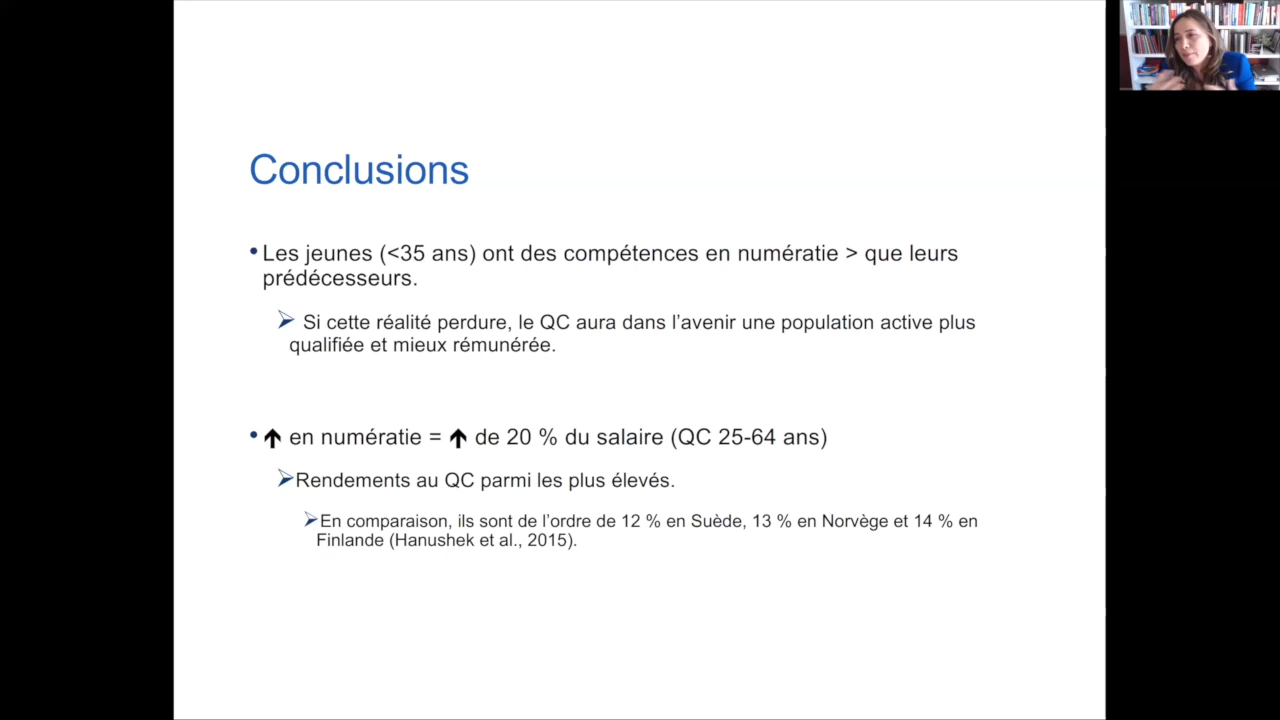 Conclusions
•Les jeunes (<35 ans) ont des compétences en numératie > que leurs
prédécesseurs.
➢ Si cette réalité perdure, le QC aura dans l’avenir une population active plus
qualifiée et mieux rémunérée.
•🡅 en numératie = 🡅 de 20 % du salaire (QC 25-64 ans)
➢Rendements au QC parmi les plus élevés.
➢En comparaison, ils sont de l’ordre de 12 % en Suède, 13 % en Norvège et 14 % en
Finlande (Hanushek et al., 2015).